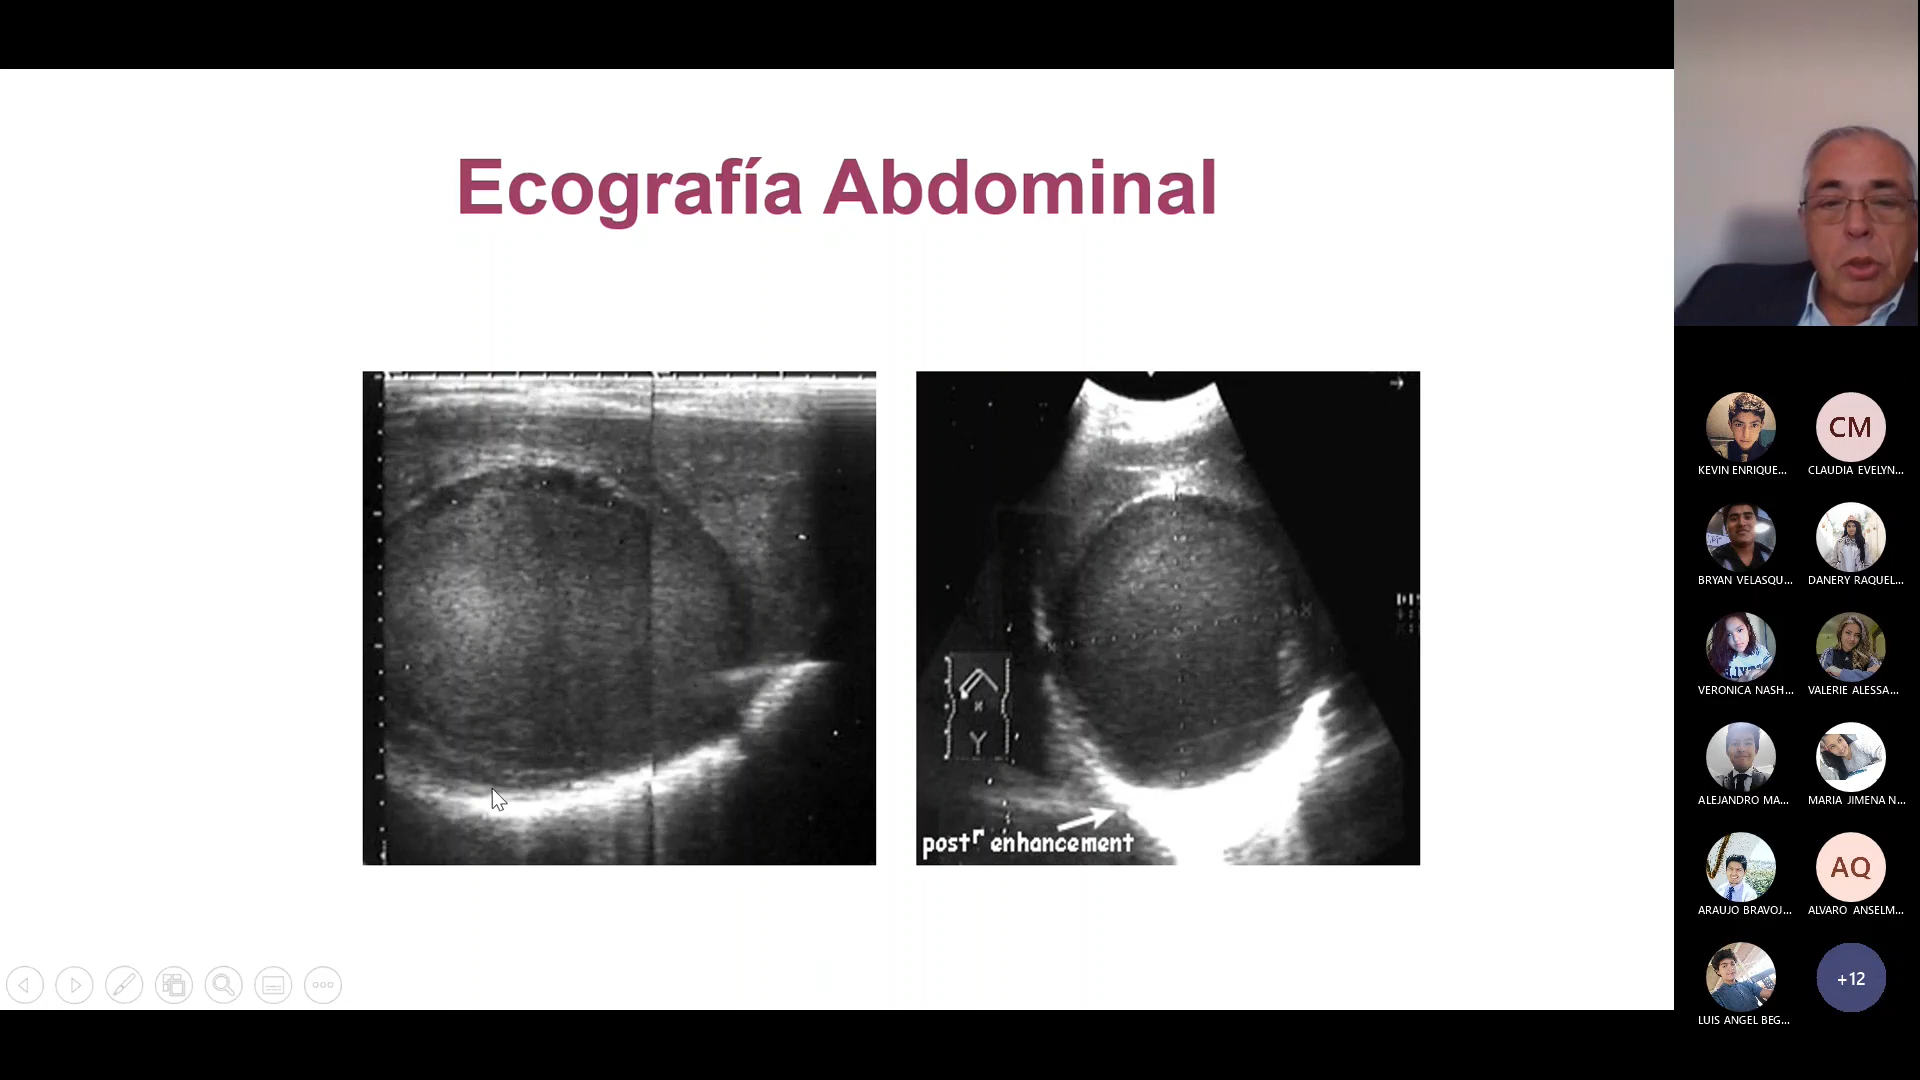 Ecografía Abdominal
postr enhancement
KEVIN ENRIQUE...
CM
CLAUDIA EVELYN...
BRYAN VELASQU...
DANERY RAQUEL...
VERONICA NASH...
VALERIE ALESSA...
ALEJANDRO MA...
MARIA JIMENA N...
ARAUJO BRAVOJ...
AQ
ALVARO ANSELM...
LUIS ANGEL BEG...
+12